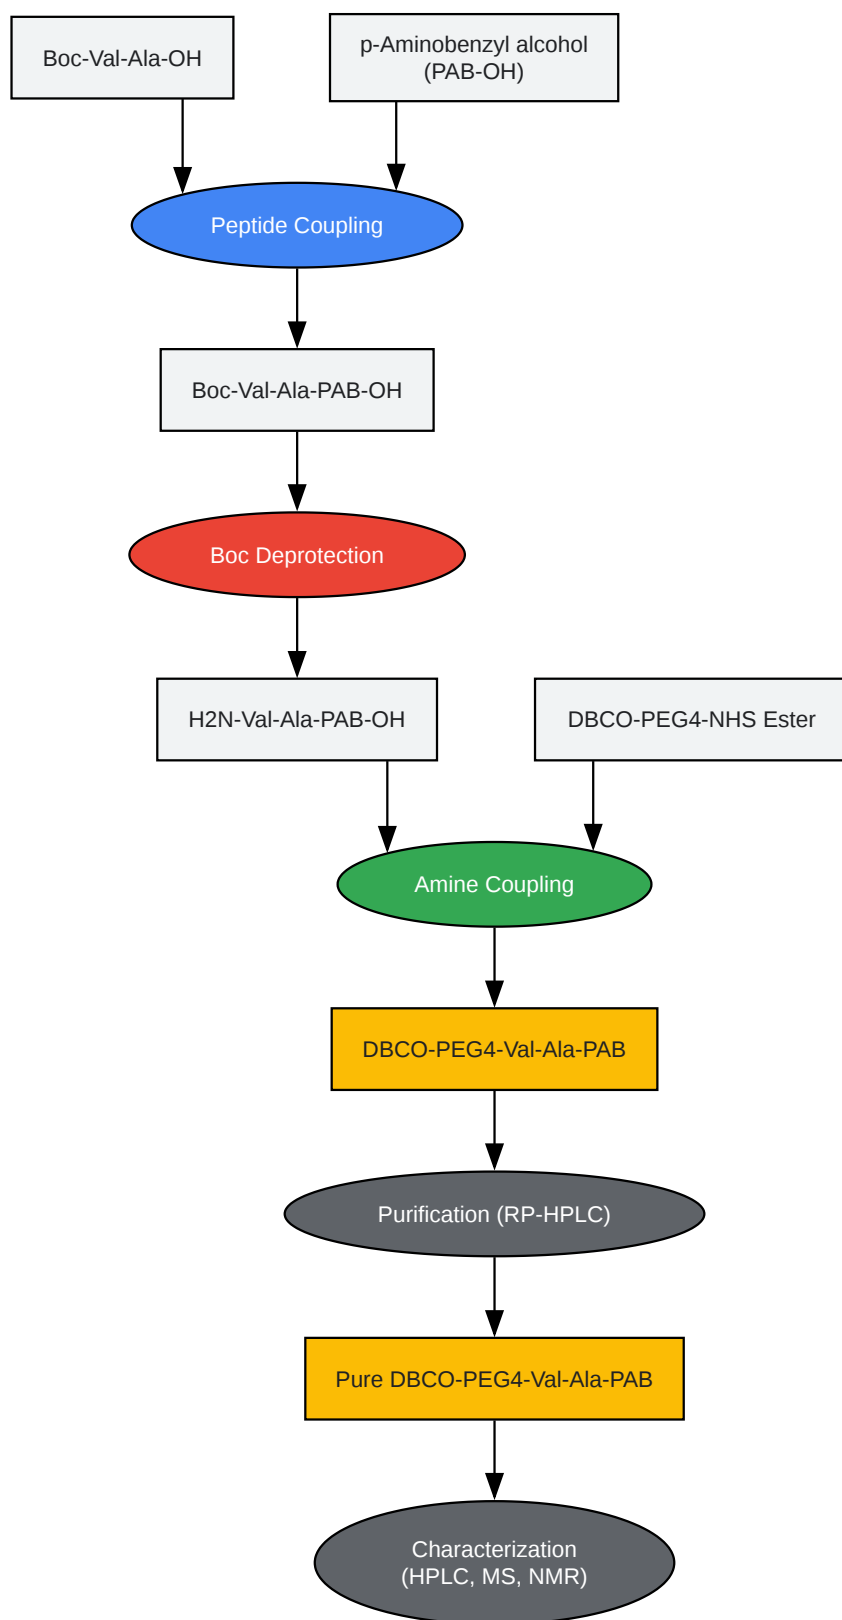 Boc-Val-Ala-OH
p-Aminobenzyl alcohol
(PAB-OH)
Peptide Coupling
Boc-Val-Ala-PAB-OH
Boc Deprotection
H2N-Val-Ala-PAB-OH
DBCO-PEG4-NHS Ester
Amine Coupling
DBCO-PEG4-Val-Ala-PAB
Purification (RP-HPLC)
Pure DBCO-PEG4-Val-Ala-PAB
Characterization
(HPLC, MS, NMR)